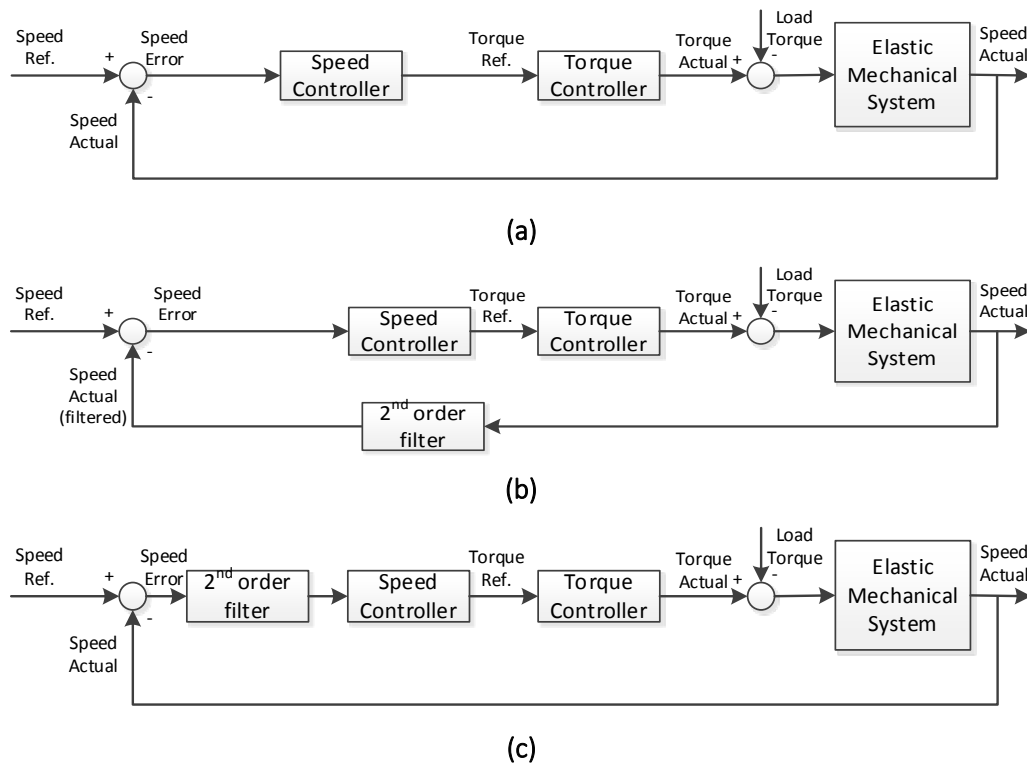 Speed
Ref.
+
Speed
Error
-
Speed
Actual
Speed
Controller
Torque
Ref.
Torque
Controller
Torque
Actual +
Load
Torque
-
Elastic
Mechanical
System
Speed
Actual
(a)
Speed
Ref.
+
Speed
Error
-
Speed
Actual
(filtered)
Speed
Controller
Torque
Ref.
Torque
Controller
Torque
Actual +
Load
Torque
-
Elastic
Mechanical
System
Speed
Actual
2nd order
filter
(b)
Speed
Ref.
+
Speed
Error
-
Speed
Actual
2nd order
filter
Speed
Controller
Torque
Ref.
Torque
Controller
Torque
Actual +
Load
Torque
-
Elastic
Mechanical
System
Speed
Actual
(c)